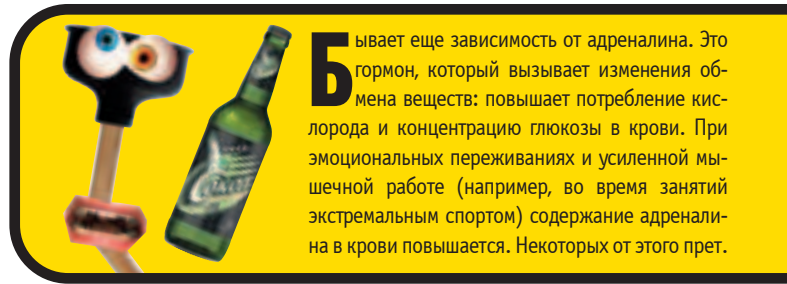 Бывает еще зависимость от адреналина. Это
гормон, который вызывает изменения об-
мена веществ: повышает потребление кис-
лорода и концентрацию глюкозы в крови. При
эмоциональных переживаниях и усиленной мы-
шечной работе (например, во время занятий
экстремальным спортом) содержание адренали-
на в крови повышается. Некоторых от этого прет.